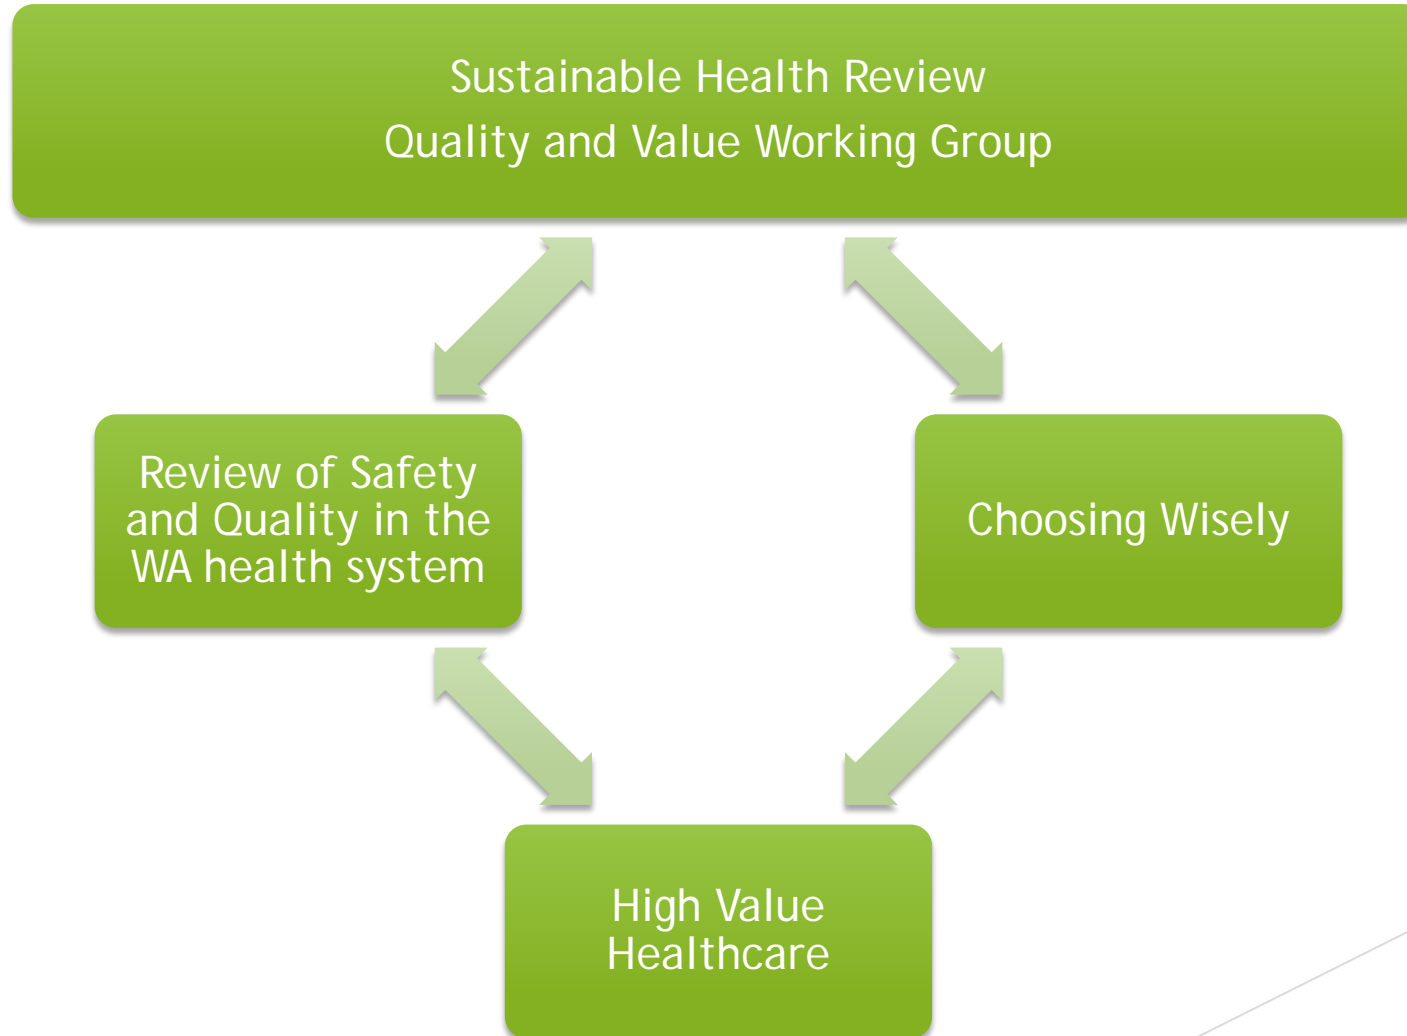 Sustainable Health Review
Quality and Value Working Group
Review of Safety
and Quality in the
WA health system
Choosing Wisely
High Value
Healthcare